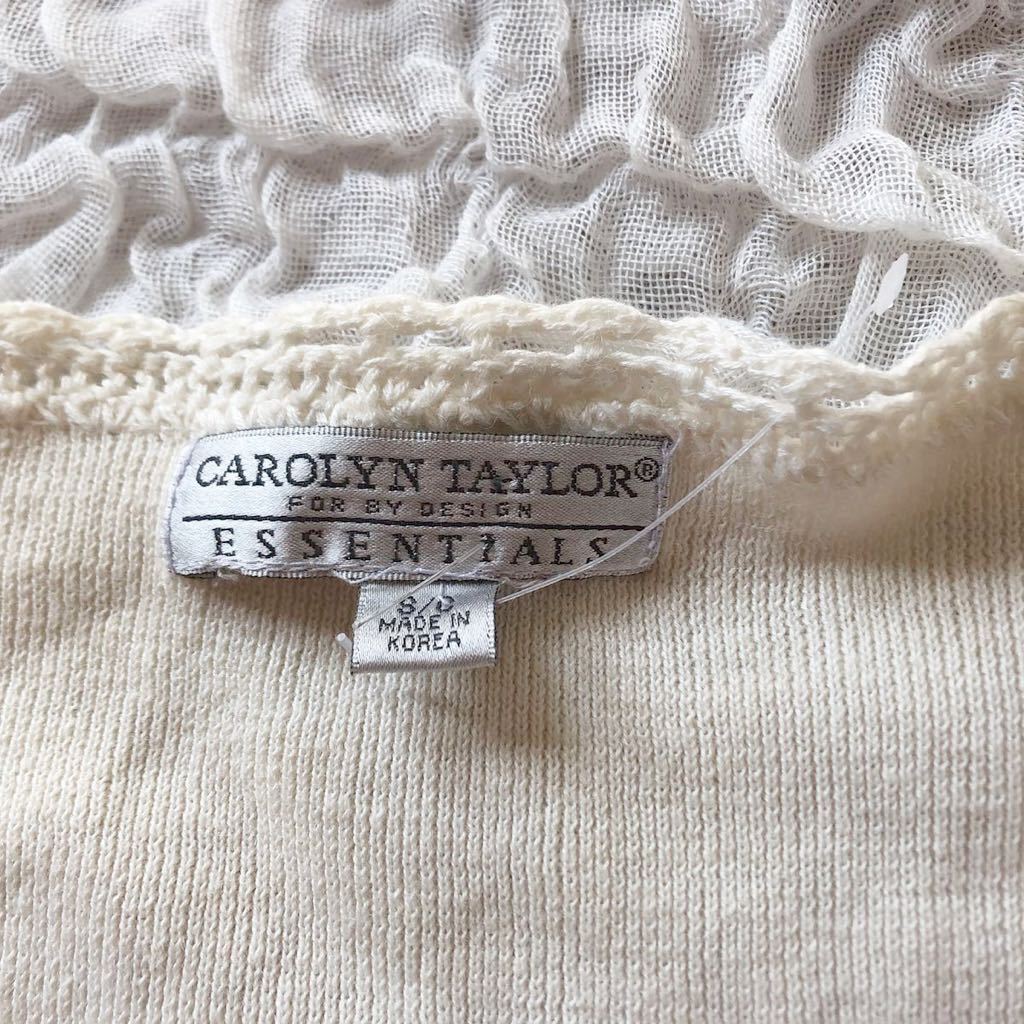 CAROLYN TAYLOR®
FOR BY DESIGN
ESSENTIALS
S/P
MADE IN
KOREA